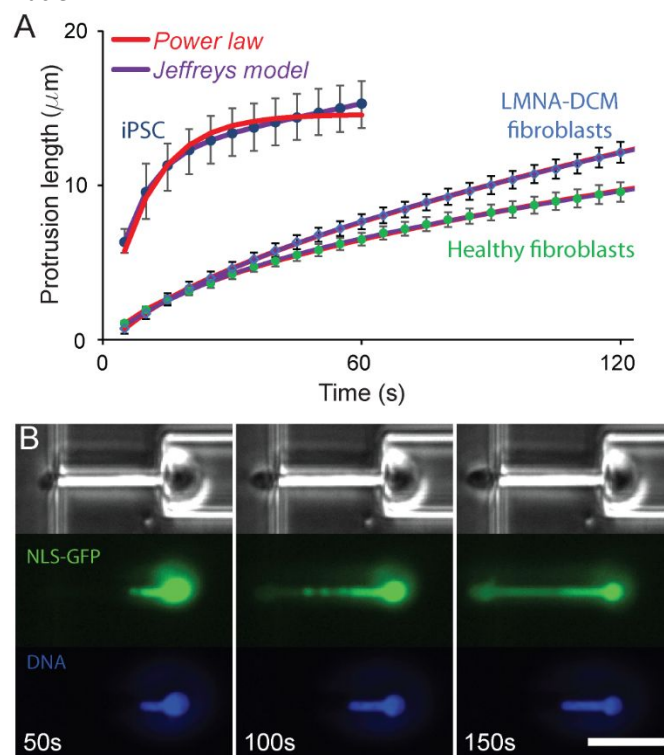 A
20
Power law
Jeffreys model
iPSC
LMNA-DCM
fibroblasts
10
Protrusion length (μm)
Healthy fibroblasts
0
0
60
120
Time (s)
B
NLS-GFP
DNA
50s
100s
150s